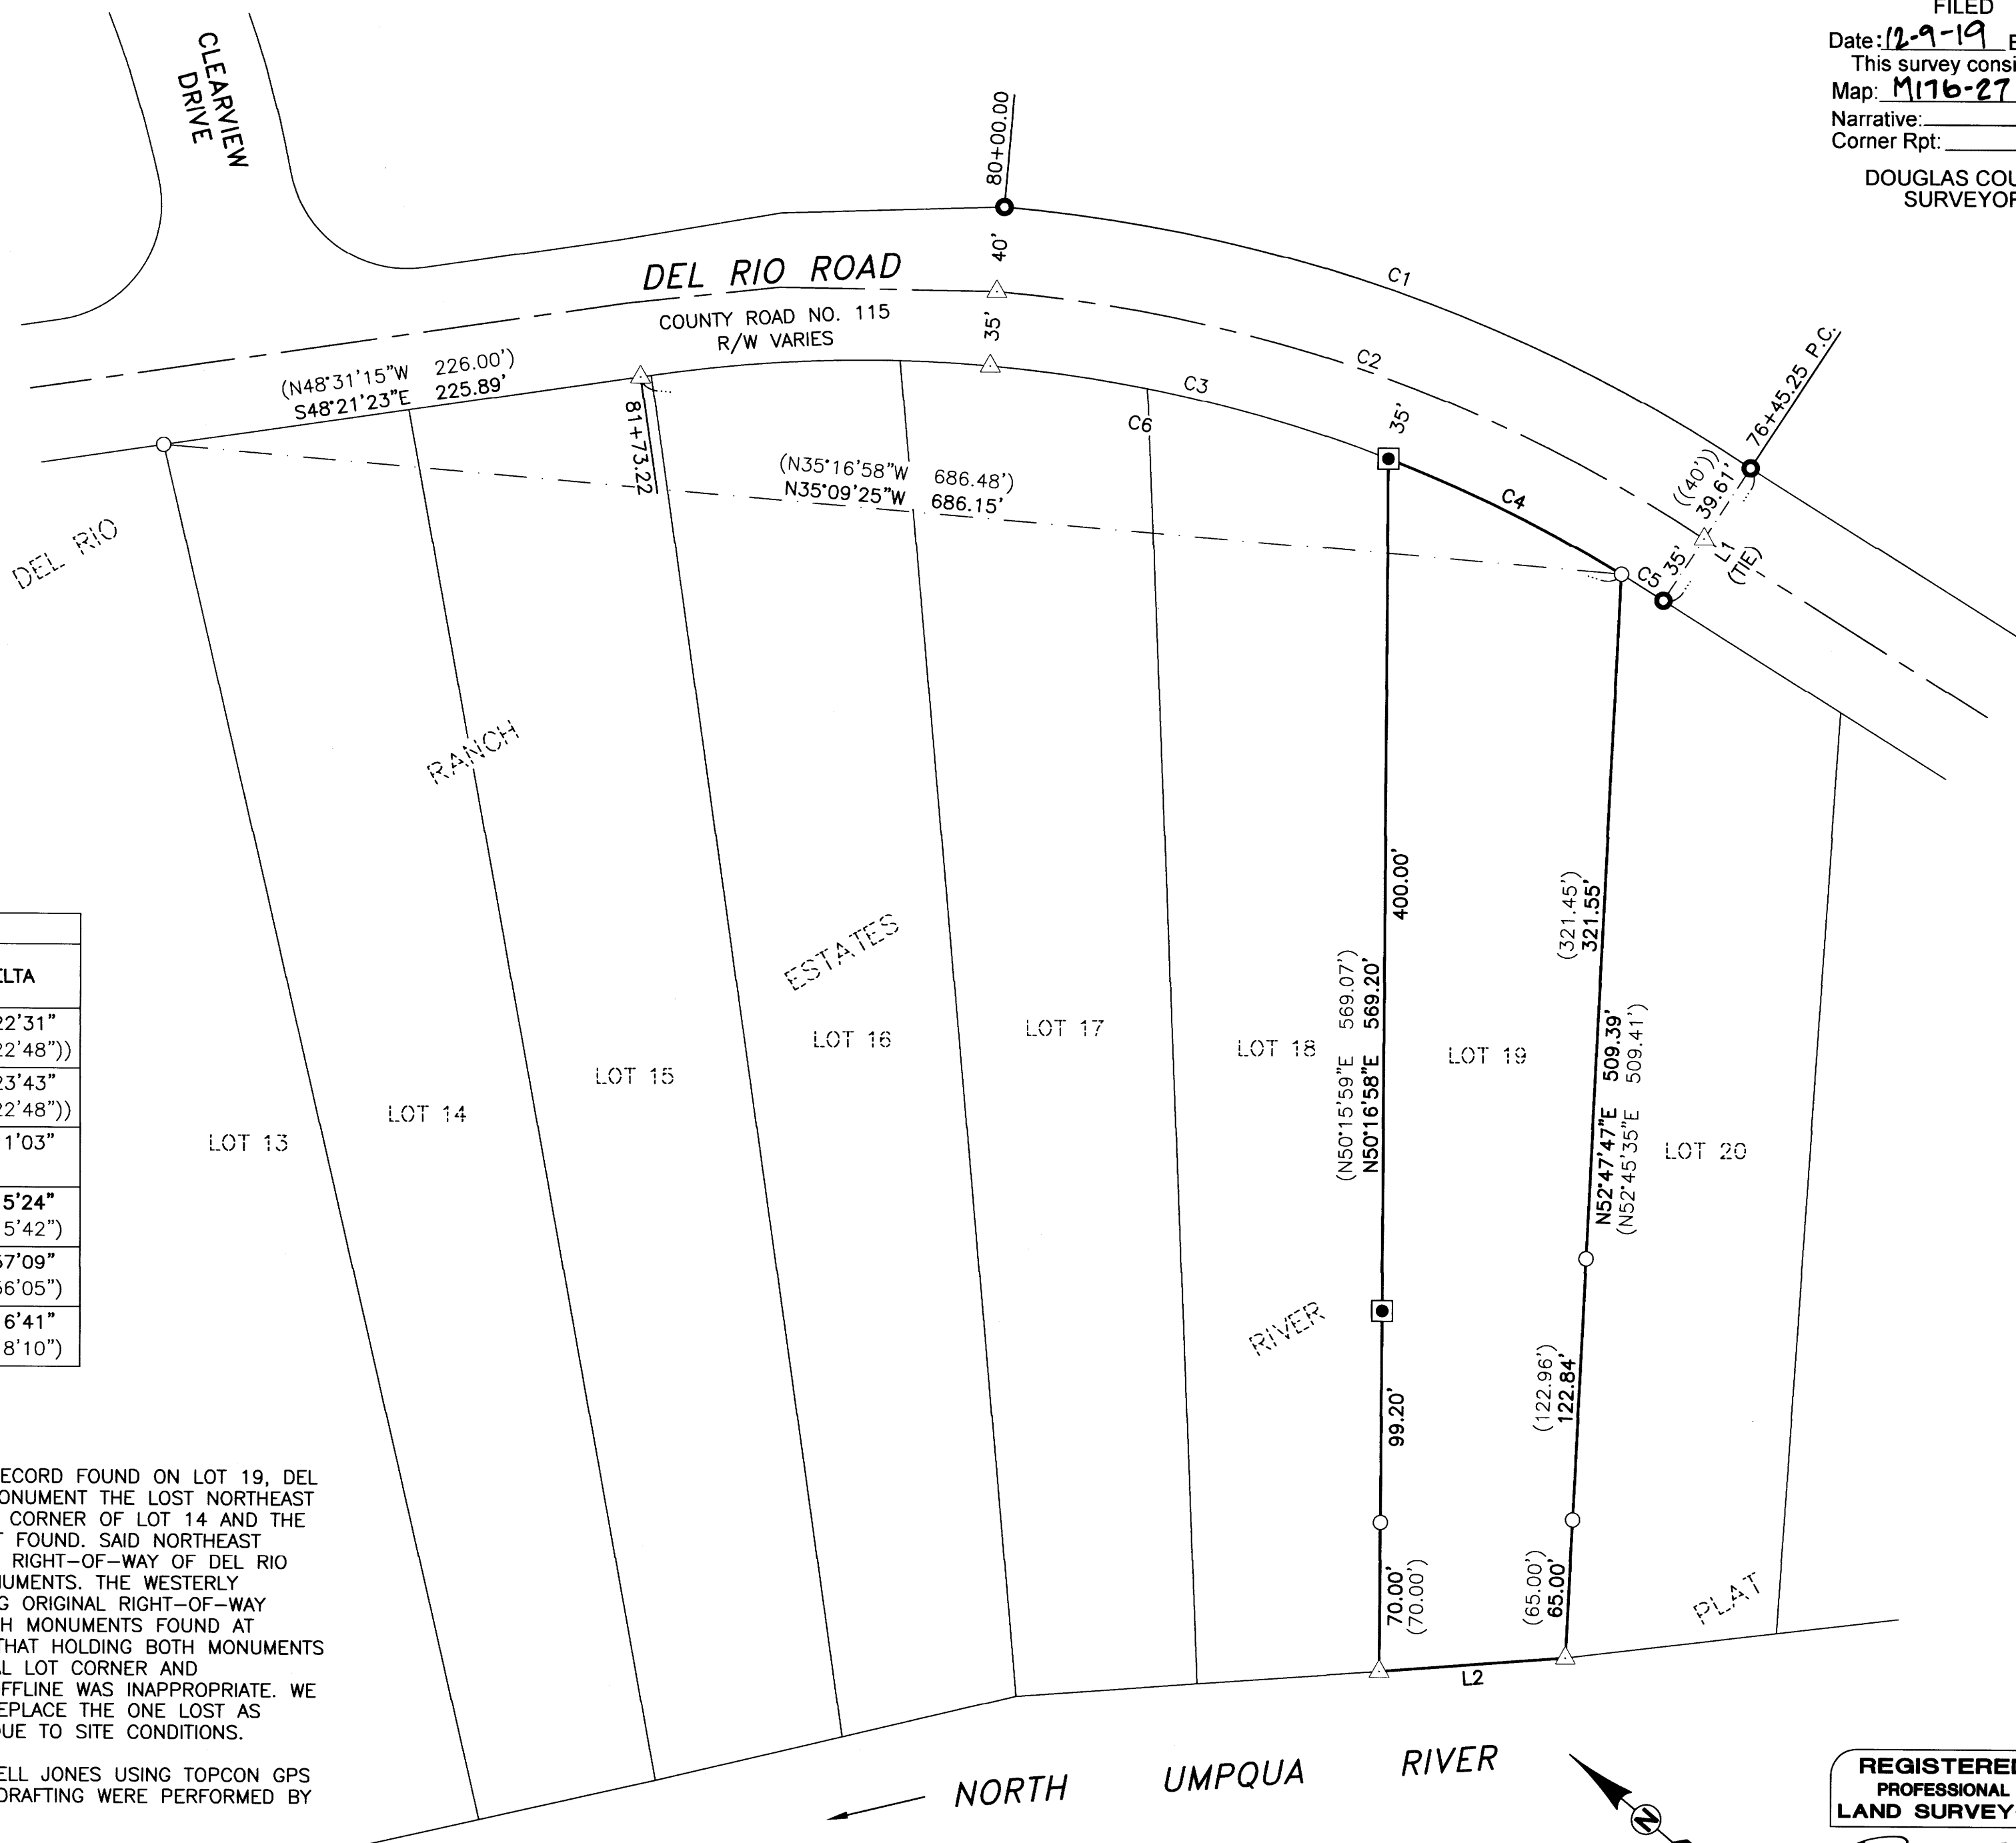 FILED
Date: 12-9-19
This survey consi
Map: M176-27
Narrative:
Corner Rpt:
DOUGLAS COU
SURVEYOR
CLEARVIEW
DRIVE
80+00.00
40'
DEL RIO ROAD
COUNTY ROAD NO. 115
R/W VARIES
35'
C1
C2
C3
C6
35'
C4
76+45.25 P.C.
((40'))
39.61'
L1
(TIE)
35'
C5
(N48°31'15"W 226.00')
S48°21'23"E 225.89'
81+73.22
(N35°16'58"W 686.48')
N35°09'25"W 686.15'
DEL RIO
RANCH
ESTATES
RIVER
PLAT
LOT 13
LOT 14
LOT 15
LOT 16
LOT 17
LOT 18
LOT 19
LOT 20
400.00'
(N50°15'59"E 569.07')
N50°16'58"E 569.20'
99.20'
70.00'
(70.00')
(321.45')
321.55'
N52°47'47"E 509.39'
(N52°45'35"E 509.41')
(122.96')
122.84'
(65.00')
65.00'
L2
LTA
22'31"
22'48"))
23'43"
22'48"))
1'03"
5'24"
5'42")
57'09"
56'05")
6'41"
8'10")
ECORD FOUND ON LOT 19, DEL
ONUMENT THE LOST NORTHEAST
CORNER OF LOT 14 AND THE
T FOUND. SAID NORTHEAST
RIGHT-OF-WAY OF DEL RIO
NUMENTS. THE WESTERLY
G ORIGINAL RIGHT-OF-WAY
H MONUMENTS FOUND AT
THAT HOLDING BOTH MONUMENTS
AL LOT CORNER AND
FFLINE WAS INAPPROPRIATE. WE
EPLACE THE ONE LOST AS
DUE TO SITE CONDITIONS.
ELL JONES USING TOPCON GPS
DRAFTING WERE PERFORMED BY
NORTH UMPQUA RIVER
N
REGISTERED
PROFESSIONAL
LAND SURVEY